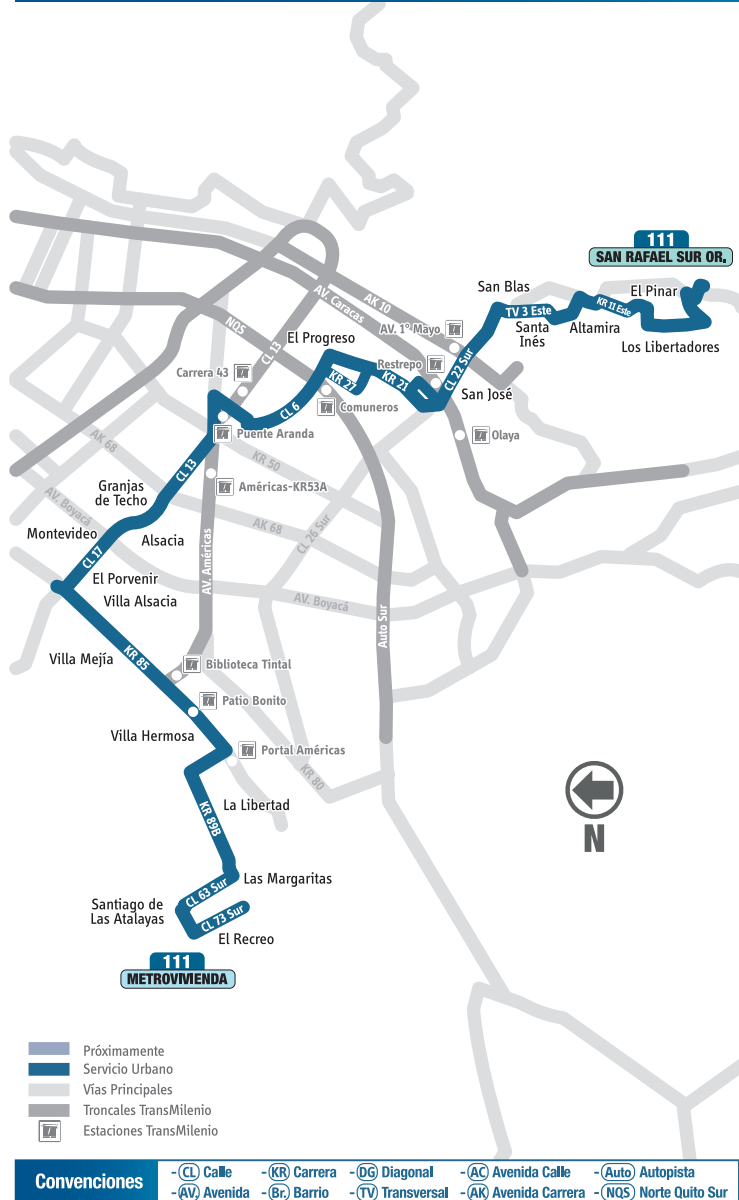 111
SAN RAFAEL SUR OR.
San Blas
El Pinar
KR 11 Este
TV 3 Este
AK 10
AV. Caracas
NQS
AV. 1° Mayo
Santa
Inés
Altamira
Los Libertadores
El Progreso
CL 13
Restrepo
CL 22 Sur
Carrera 43
KR 27
KR 21
San José
CL 6
Comuneros
Puente Aranda
Olaya
AK 68
KR 50
CL 13
Granjas
de Techo
Américas-KR53A
AV. Boyacá
Montevideo
Alsacia
AK 68
CL 26 Sur
CL 17
AV. Américas
El Porvenir
Villa Alsacia
AV. Boyacá
Auto Sur
Villa Mejía
KR 85
Biblioteca Tintal
Patio Bonito
Villa Hermosa
Portal Américas
KR 80
La Libertad
KR 89B
N
Las Margaritas
CL 63 Sur
Santiago de
Las Atalayas
CL 73 Sur
El Recreo
111
METROVIVIENDA
Próximamente
Servicio Urbano
Vías Principales
Troncales TransMilenio
Estaciones TransMilenio
Convenciones
-CL Calle -KR Carrera -DG Diagonal -AC Avenida Calle -Auto Autopista
-AV. Avenida -Br. Barrio -TV Transversal -AK Avenida Carrera -NQS Norte Quito Sur